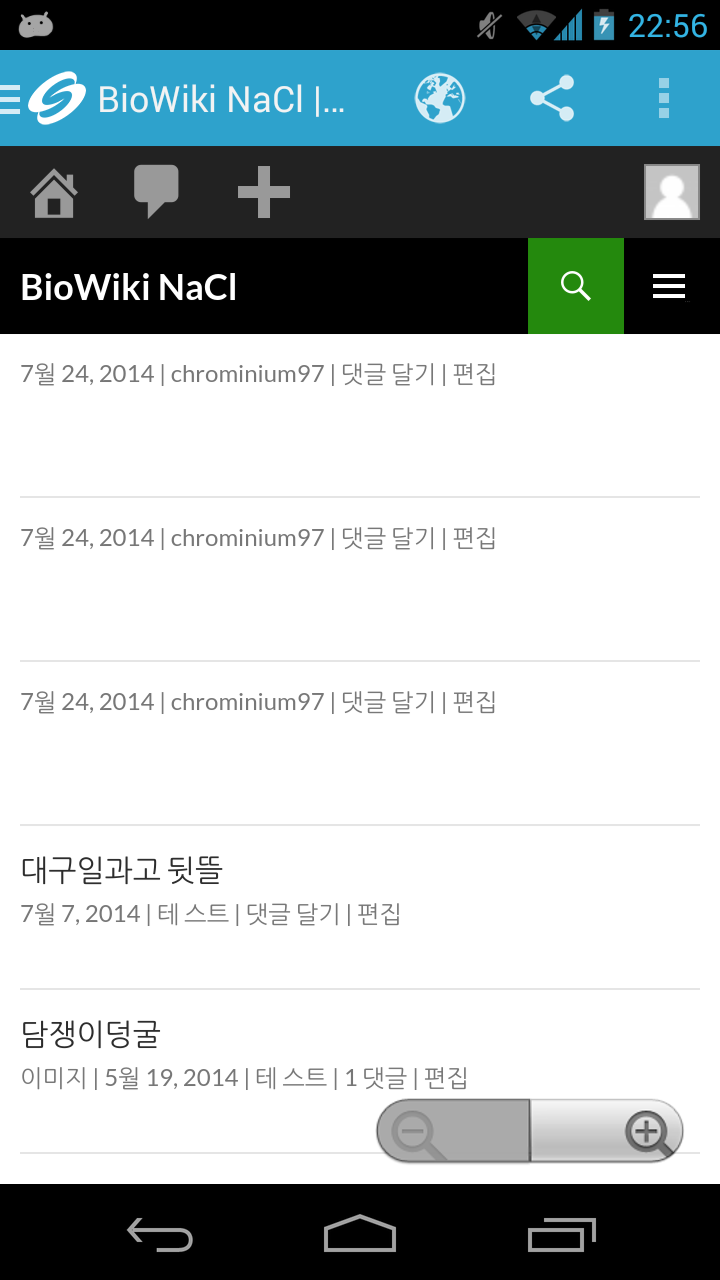 22:56
BioWiki NaCl |...
BioWiki NaCl
7월 24, 2014 | chrominium97 | 댓글 달기 | 편집
7월 24, 2014 | chrominium97 | 댓글 달기 | 편집
7월 24, 2014 | chrominium97 | 댓글 달기 | 편집
대구일과고 뒷뜰
7월 7, 2014 | 테 스트 | 댓글 달기 | 편집
담쟁이덩굴
이미지 | 5월 19, 2014 | 테 스트 | 1 댓글 | 편집